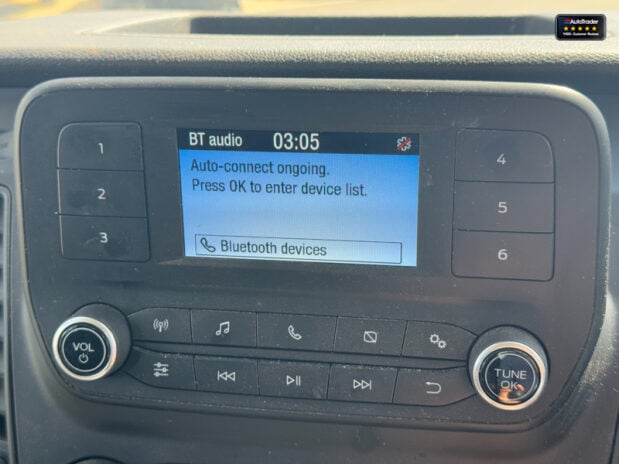 AutoTrader
BT audio 03:05
Auto-connect ongoing.
Press OK to enter device list.
Bluetooth devices
1
2
3
4
5
6
VOL
TUNE
OK